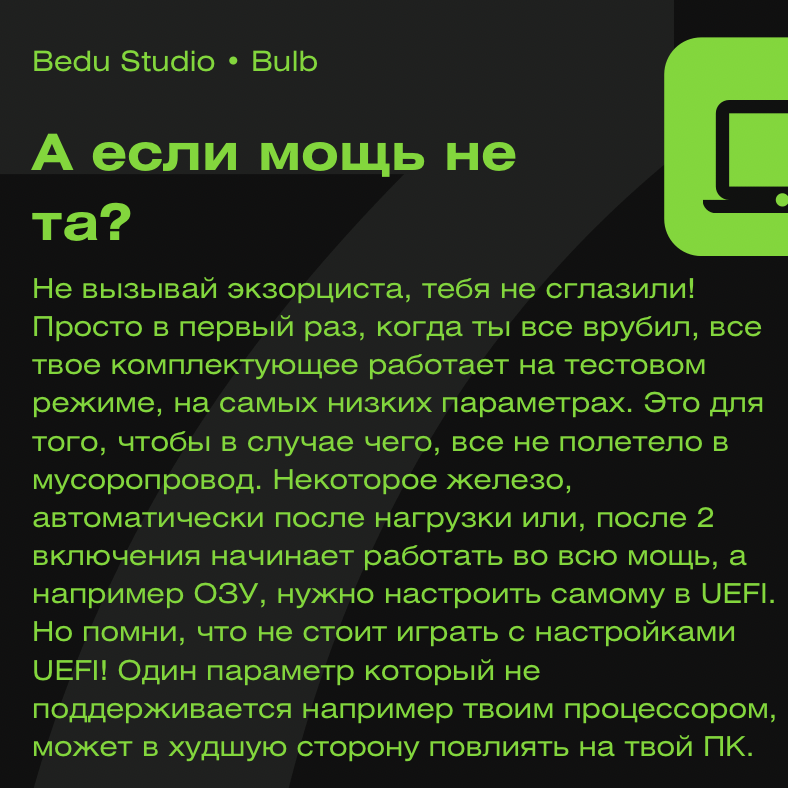 Bedu Studio • Bulb
А если мощь не
та?
Не вызывай экзорциста, тебя не сглазили!
Просто в первый раз, когда ты все врубил, все
твое комплектующее работает на тестовом
режиме, на самых низких параметрах. Это для
того, чтобы в случае чего, все не полетело в
мусоропровод. Некоторое железо,
автоматически после нагрузки или, после 2
включения начинает работать во всю мощь, а
например ОЗУ, нужно настроить самому в UEFI.
Но помни, что не стоит играть с настройками
UEFI! Один параметр который не
поддерживается например твоим процессором,
может в худшую сторону повлиять на твой ПК.